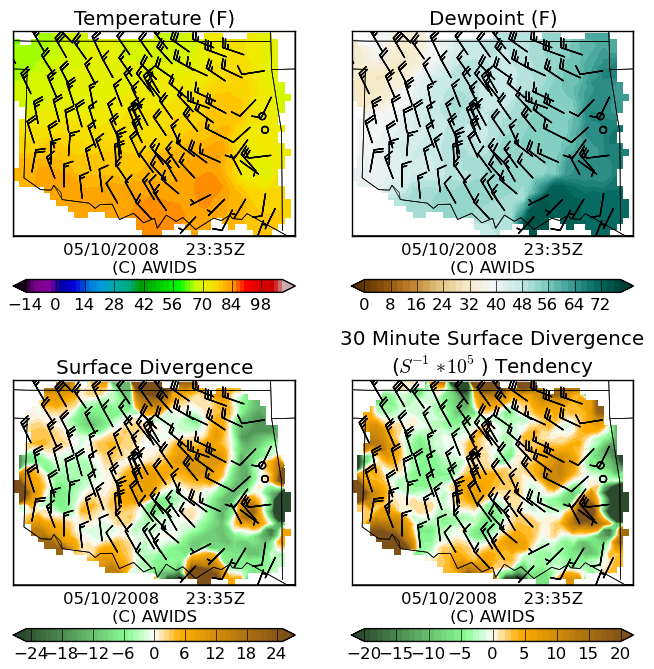 Temperature (F)
Dewpoint (F)
05/10/2008 23:35Z
(C) AWIDS
05/10/2008 23:35Z
(C) AWIDS
−14 0 14 28 42 56 70 84 98
0 8 16 24 32 40 48 56 64 72
30 Minute Surface Divergence
Surface Divergence
(S⁻¹ *10⁵ ) Tendency
05/10/2008 23:35Z
(C) AWIDS
05/10/2008 23:35Z
(C) AWIDS
−24 −18 −12 −6 0 6 12 18 24
−20 −15 −10 −5 0 5 10 15 20